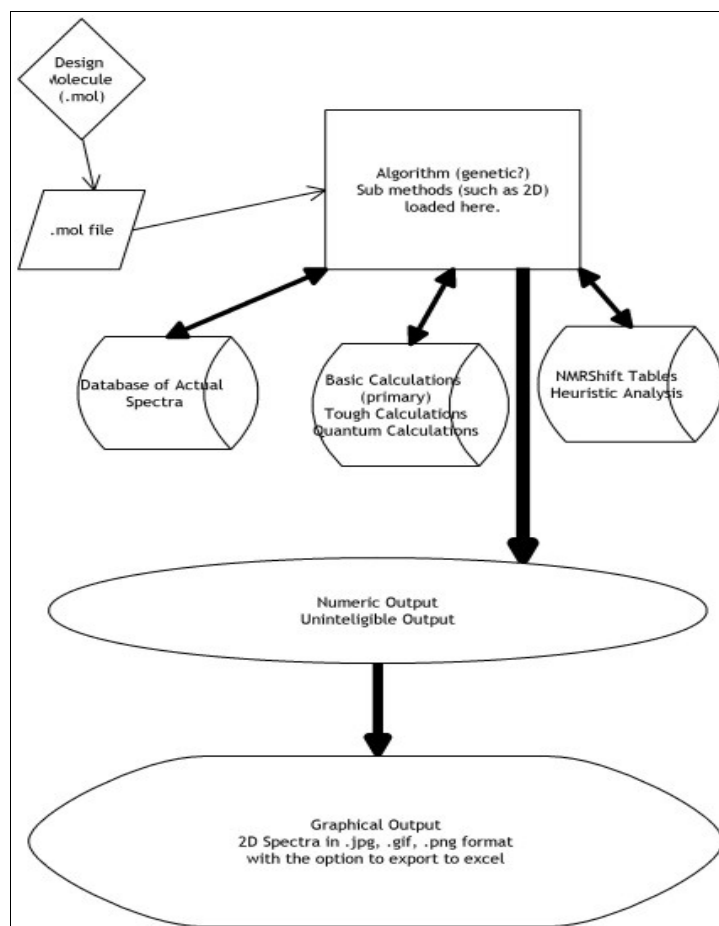 Design
Molecule
(.mol)
.mol file
Algorithm (genetic?)
Sub methods (such as 2D)
loaded here.
Database of Actual
Spectra
Basic Calculations
(primary)
Tough Calculations
Quantum Calculations
NMRShift Tables
Heuristic Analysis
Numeric Output
Uninteligible Output
Graphical Output
2D Spectra in .jpg, .gif, .png format
with the option to export to excel